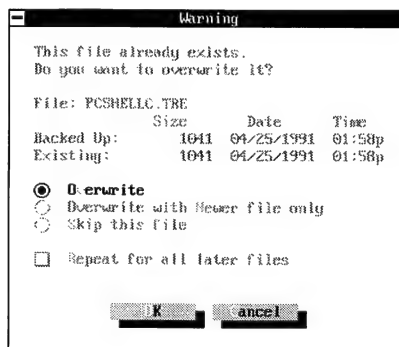 Warning
This file already exists.
Do you want to overwrite it?
File: PCSHELLC.TRE
Size Date Time
Backed Up: 1041 04/25/1991 01:58p
Existing: 1041 04/25/1991 01:58p
Overwrite
Overwrite with Newer file only
Skip this file
Repeat for all later files
OK Cancel